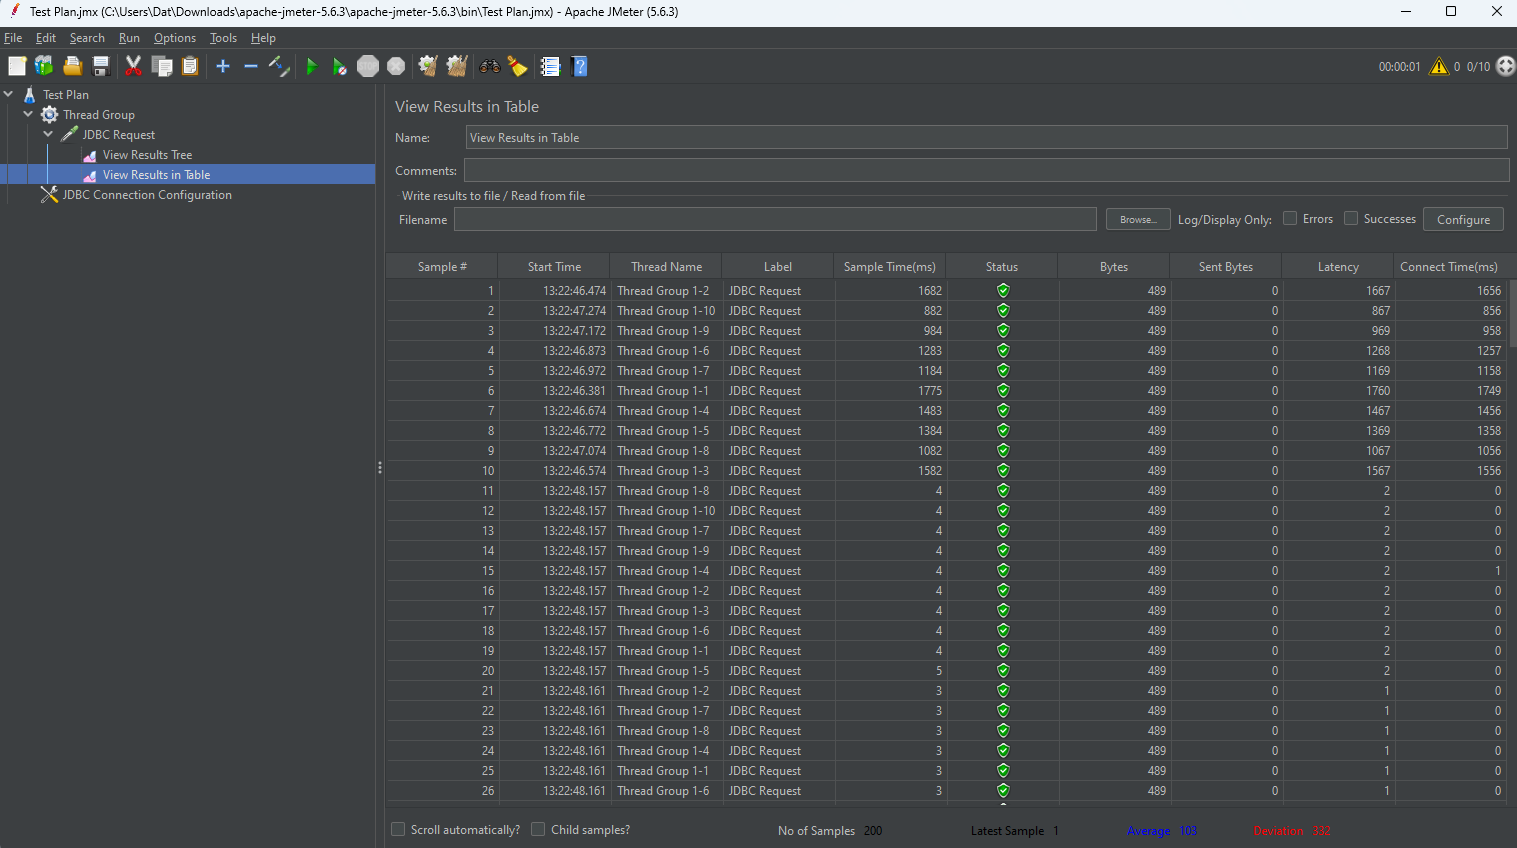 Test Plan.jmx (C:\Users\Dat\Downloads\apache-jmeter-5.6.3\apache-jmeter-5.6.3\bin\Test Plan.jmx) - Apache JMeter (5.6.3)
File Edit Search Run Options Tools Help
00:00:01 0 0/10
Test Plan
Thread Group
JDBC Request
View Results Tree
View Results in Table
JDBC Connection Configuration
View Results in Table
Name: View Results in Table
Comments:
Write results to file / Read from file
Filename Browse... Log/Display Only: Errors Successes Configure
Sample # Start Time Thread Name Label Sample Time(ms) Status Bytes Sent Bytes Latency Connect Time(ms)
1 13:22:46.474 Thread Group 1-2 JDBC Request 1682 489 0 1667 1656
2 13:22:47.274 Thread Group 1-10 JDBC Request 882 489 0 867 856
3 13:22:47.172 Thread Group 1-9 JDBC Request 984 489 0 969 958
4 13:22:46.873 Thread Group 1-6 JDBC Request 1283 489 0 1268 1257
5 13:22:46.972 Thread Group 1-7 JDBC Request 1184 489 0 1169 1158
6 13:22:46.381 Thread Group 1-1 JDBC Request 1775 489 0 1760 1749
7 13:22:46.674 Thread Group 1-4 JDBC Request 1483 489 0 1467 1456
8 13:22:46.772 Thread Group 1-5 JDBC Request 1384 489 0 1369 1358
9 13:22:47.074 Thread Group 1-8 JDBC Request 1082 489 0 1067 1056
10 13:22:46.574 Thread Group 1-3 JDBC Request 1582 489 0 1567 1556
11 13:22:48.157 Thread Group 1-8 JDBC Request 4 489 0 2 0
12 13:22:48.157 Thread Group 1-10 JDBC Request 4 489 0 2 0
13 13:22:48.157 Thread Group 1-7 JDBC Request 4 489 0 2 0
14 13:22:48.157 Thread Group 1-9 JDBC Request 4 489 0 2 0
15 13:22:48.157 Thread Group 1-4 JDBC Request 4 489 0 2 1
16 13:22:48.157 Thread Group 1-2 JDBC Request 4 489 0 2 0
17 13:22:48.157 Thread Group 1-3 JDBC Request 4 489 0 2 0
18 13:22:48.157 Thread Group 1-6 JDBC Request 4 489 0 2 0
19 13:22:48.157 Thread Group 1-1 JDBC Request 4 489 0 2 0
20 13:22:48.157 Thread Group 1-5 JDBC Request 5 489 0 2 0
21 13:22:48.161 Thread Group 1-2 JDBC Request 3 489 0 1 0
22 13:22:48.161 Thread Group 1-7 JDBC Request 3 489 0 1 0
23 13:22:48.161 Thread Group 1-8 JDBC Request 3 489 0 1 0
24 13:22:48.161 Thread Group 1-4 JDBC Request 3 489 0 1 0
25 13:22:48.161 Thread Group 1-1 JDBC Request 3 489 0 1 0
26 13:22:48.161 Thread Group 1-6 JDBC Request 3 489 0 1 0
Scroll automatically? Child samples? No of Samples 200 Latest Sample 1 Average 103 Deviation 332